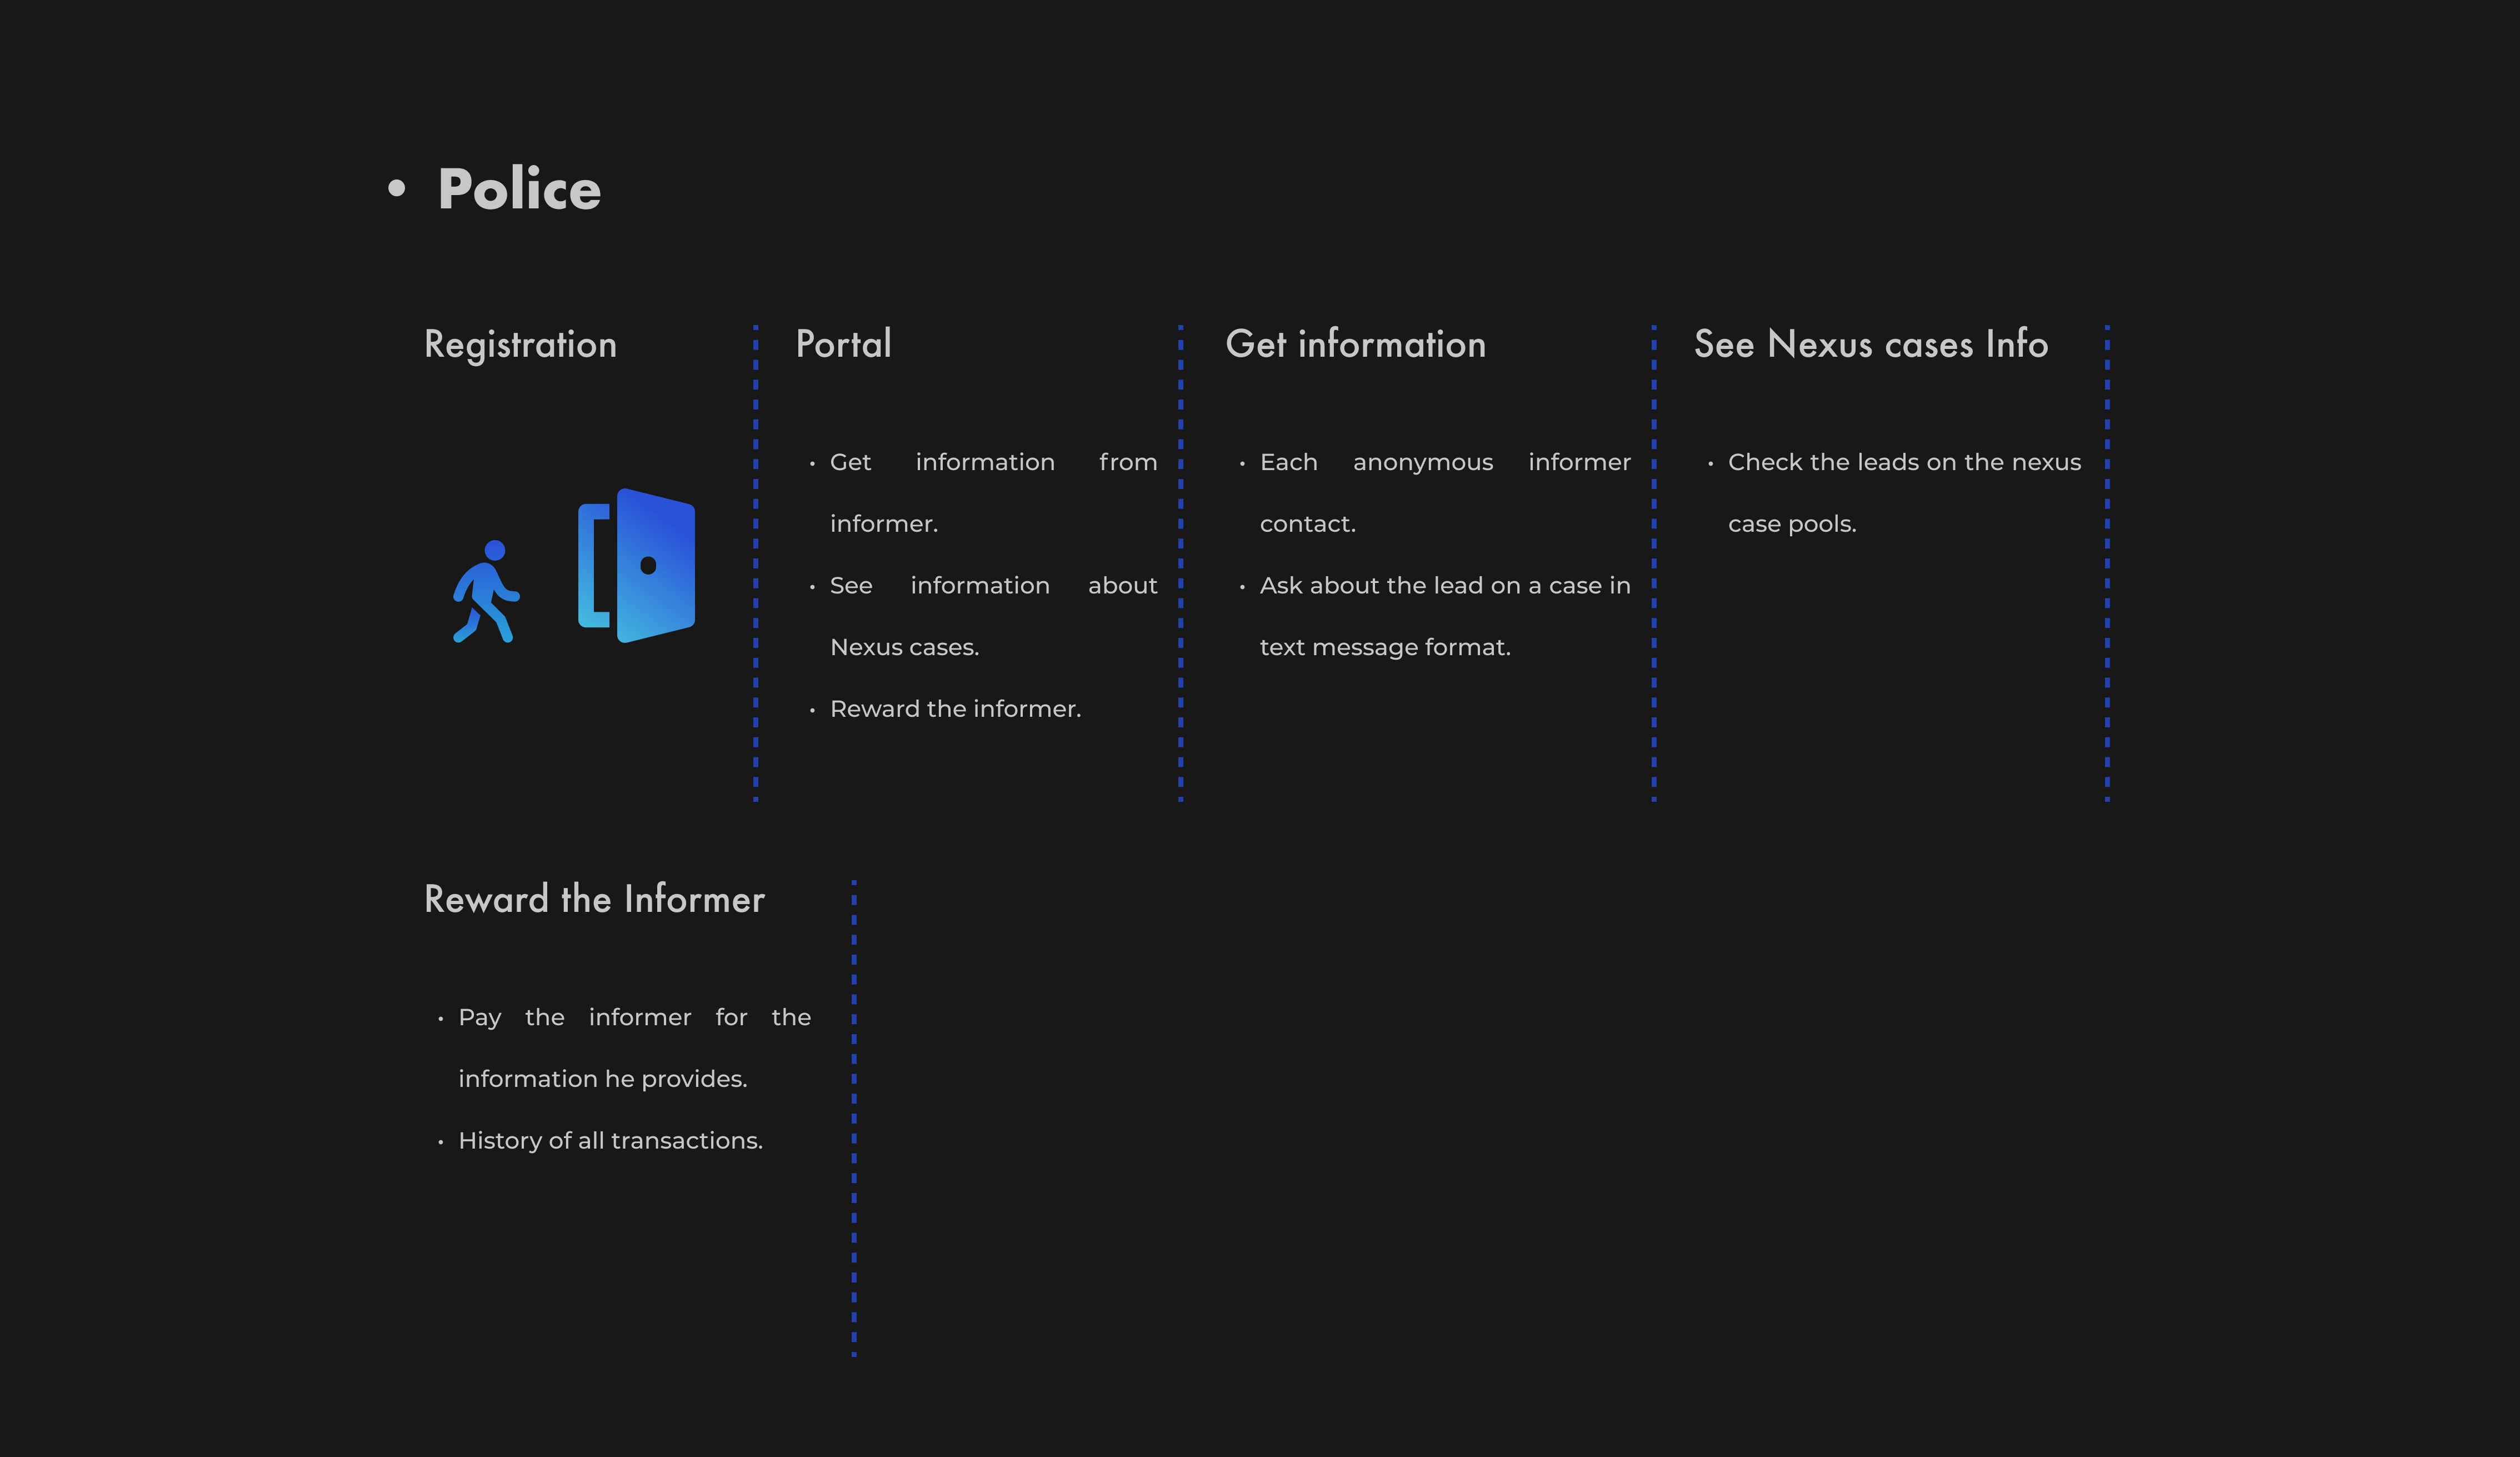 • Police
Registration
Portal
• Get information from
informer.
• See information about
Nexus cases.
• Reward the informer.
Get information
• Each anonymous informer
contact.
• Ask about the lead on a case in
text message format.
See Nexus cases Info
• Check the leads on the nexus
case pools.
Reward the Informer
• Pay the informer for the
information he provides.
• History of all transactions.